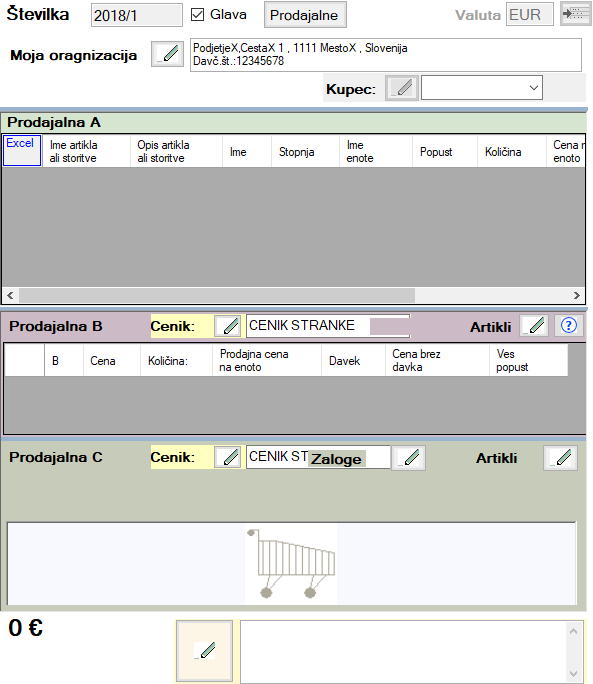 Številka 2018/1 Glava Prodajalne Valuta EUR
Moja oragnizacija PodjetjeX,CestaX 1 , 1111 MestoX , Slovenija
Davč.št.:12345678
Kupec:
Prodajalna A
Excel Ime artikla Opis artikla Ime Stopnja Ime Popust Količina Cena n
ali storitve ali storitve enote enoto
Prodajalna B Cenik: CENIK STRANKE Artikli ?
B Cena Količina: Prodajna cena Davek Cena brez Ves
na enoto davka popust
Prodajalna C Cenik: CENIK ST Zaloge Artikli
0 €